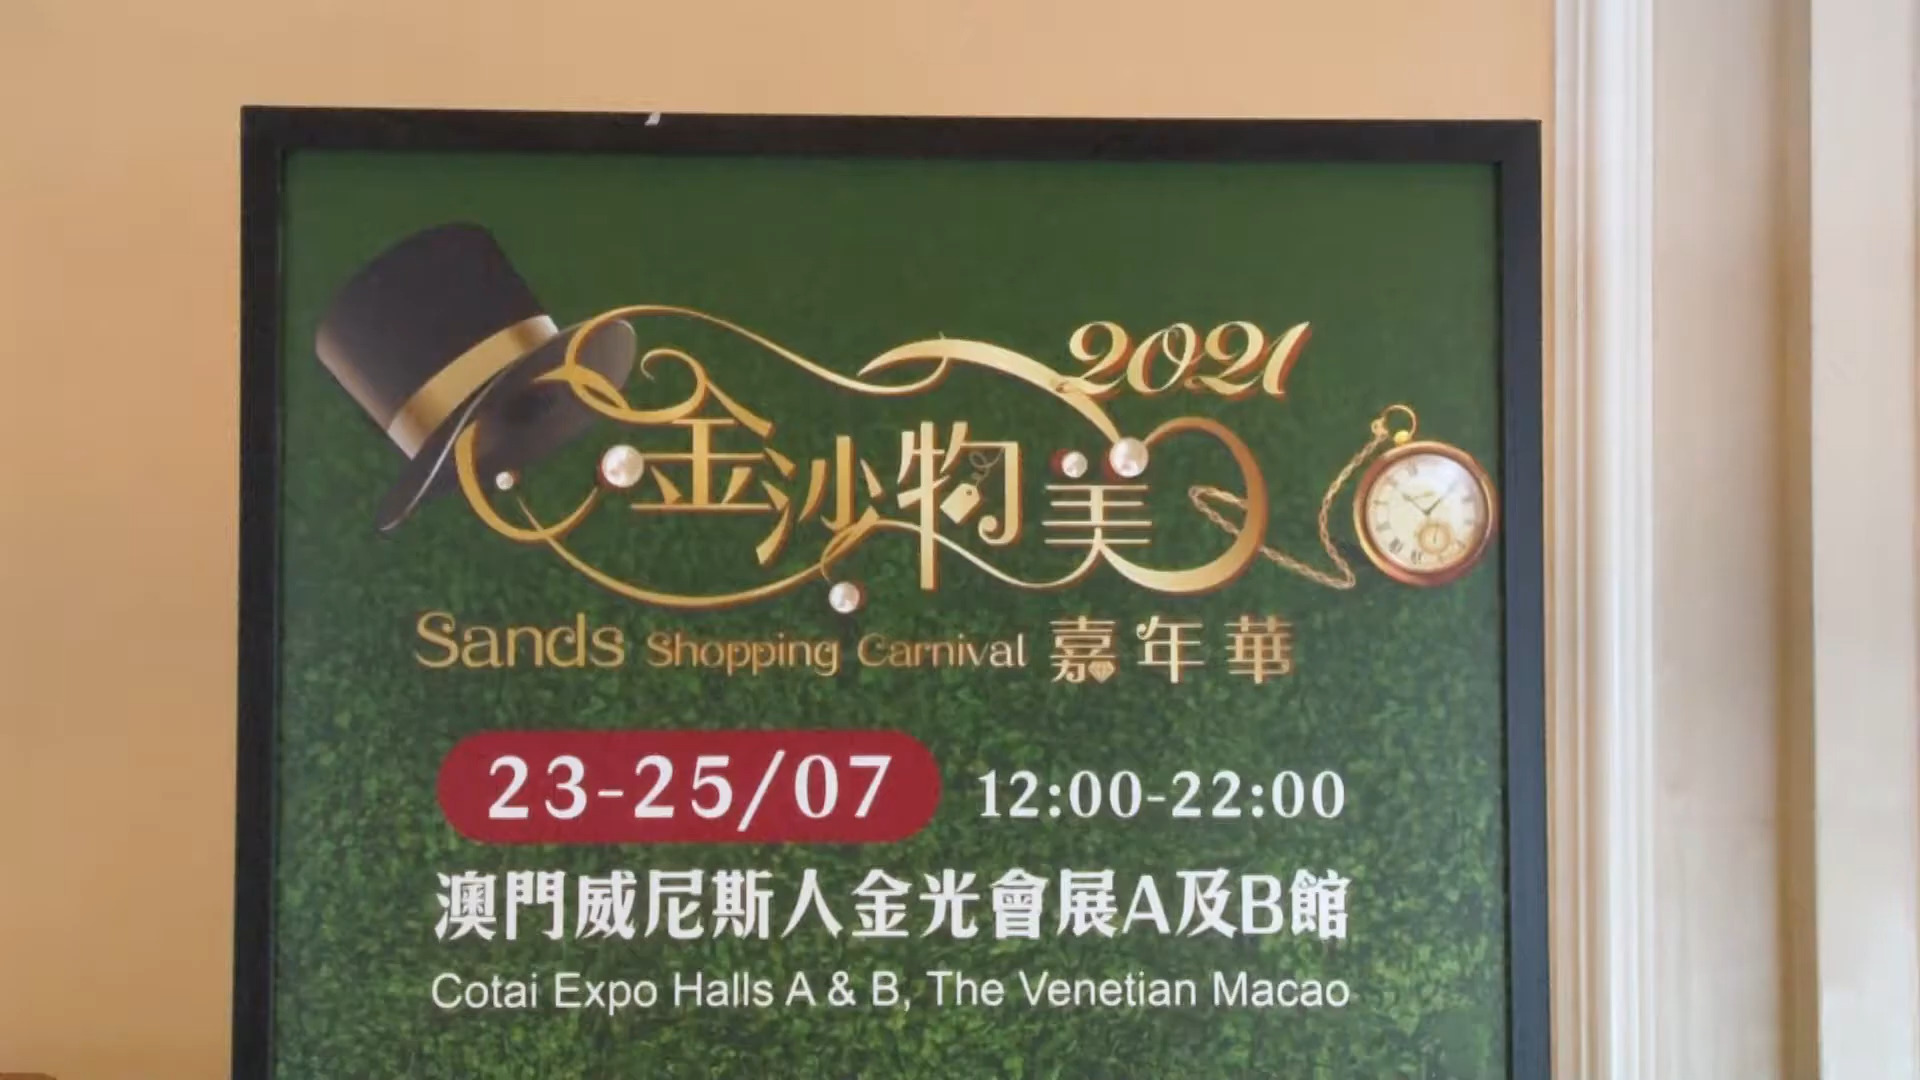 2021
金沙物美
Sands Shopping Carnival 嘉年華
23-25/07 12:00-22:00
澳門威尼斯人金光會展A及B館
Cotai Expo Halls A & B, The Venetian Macao